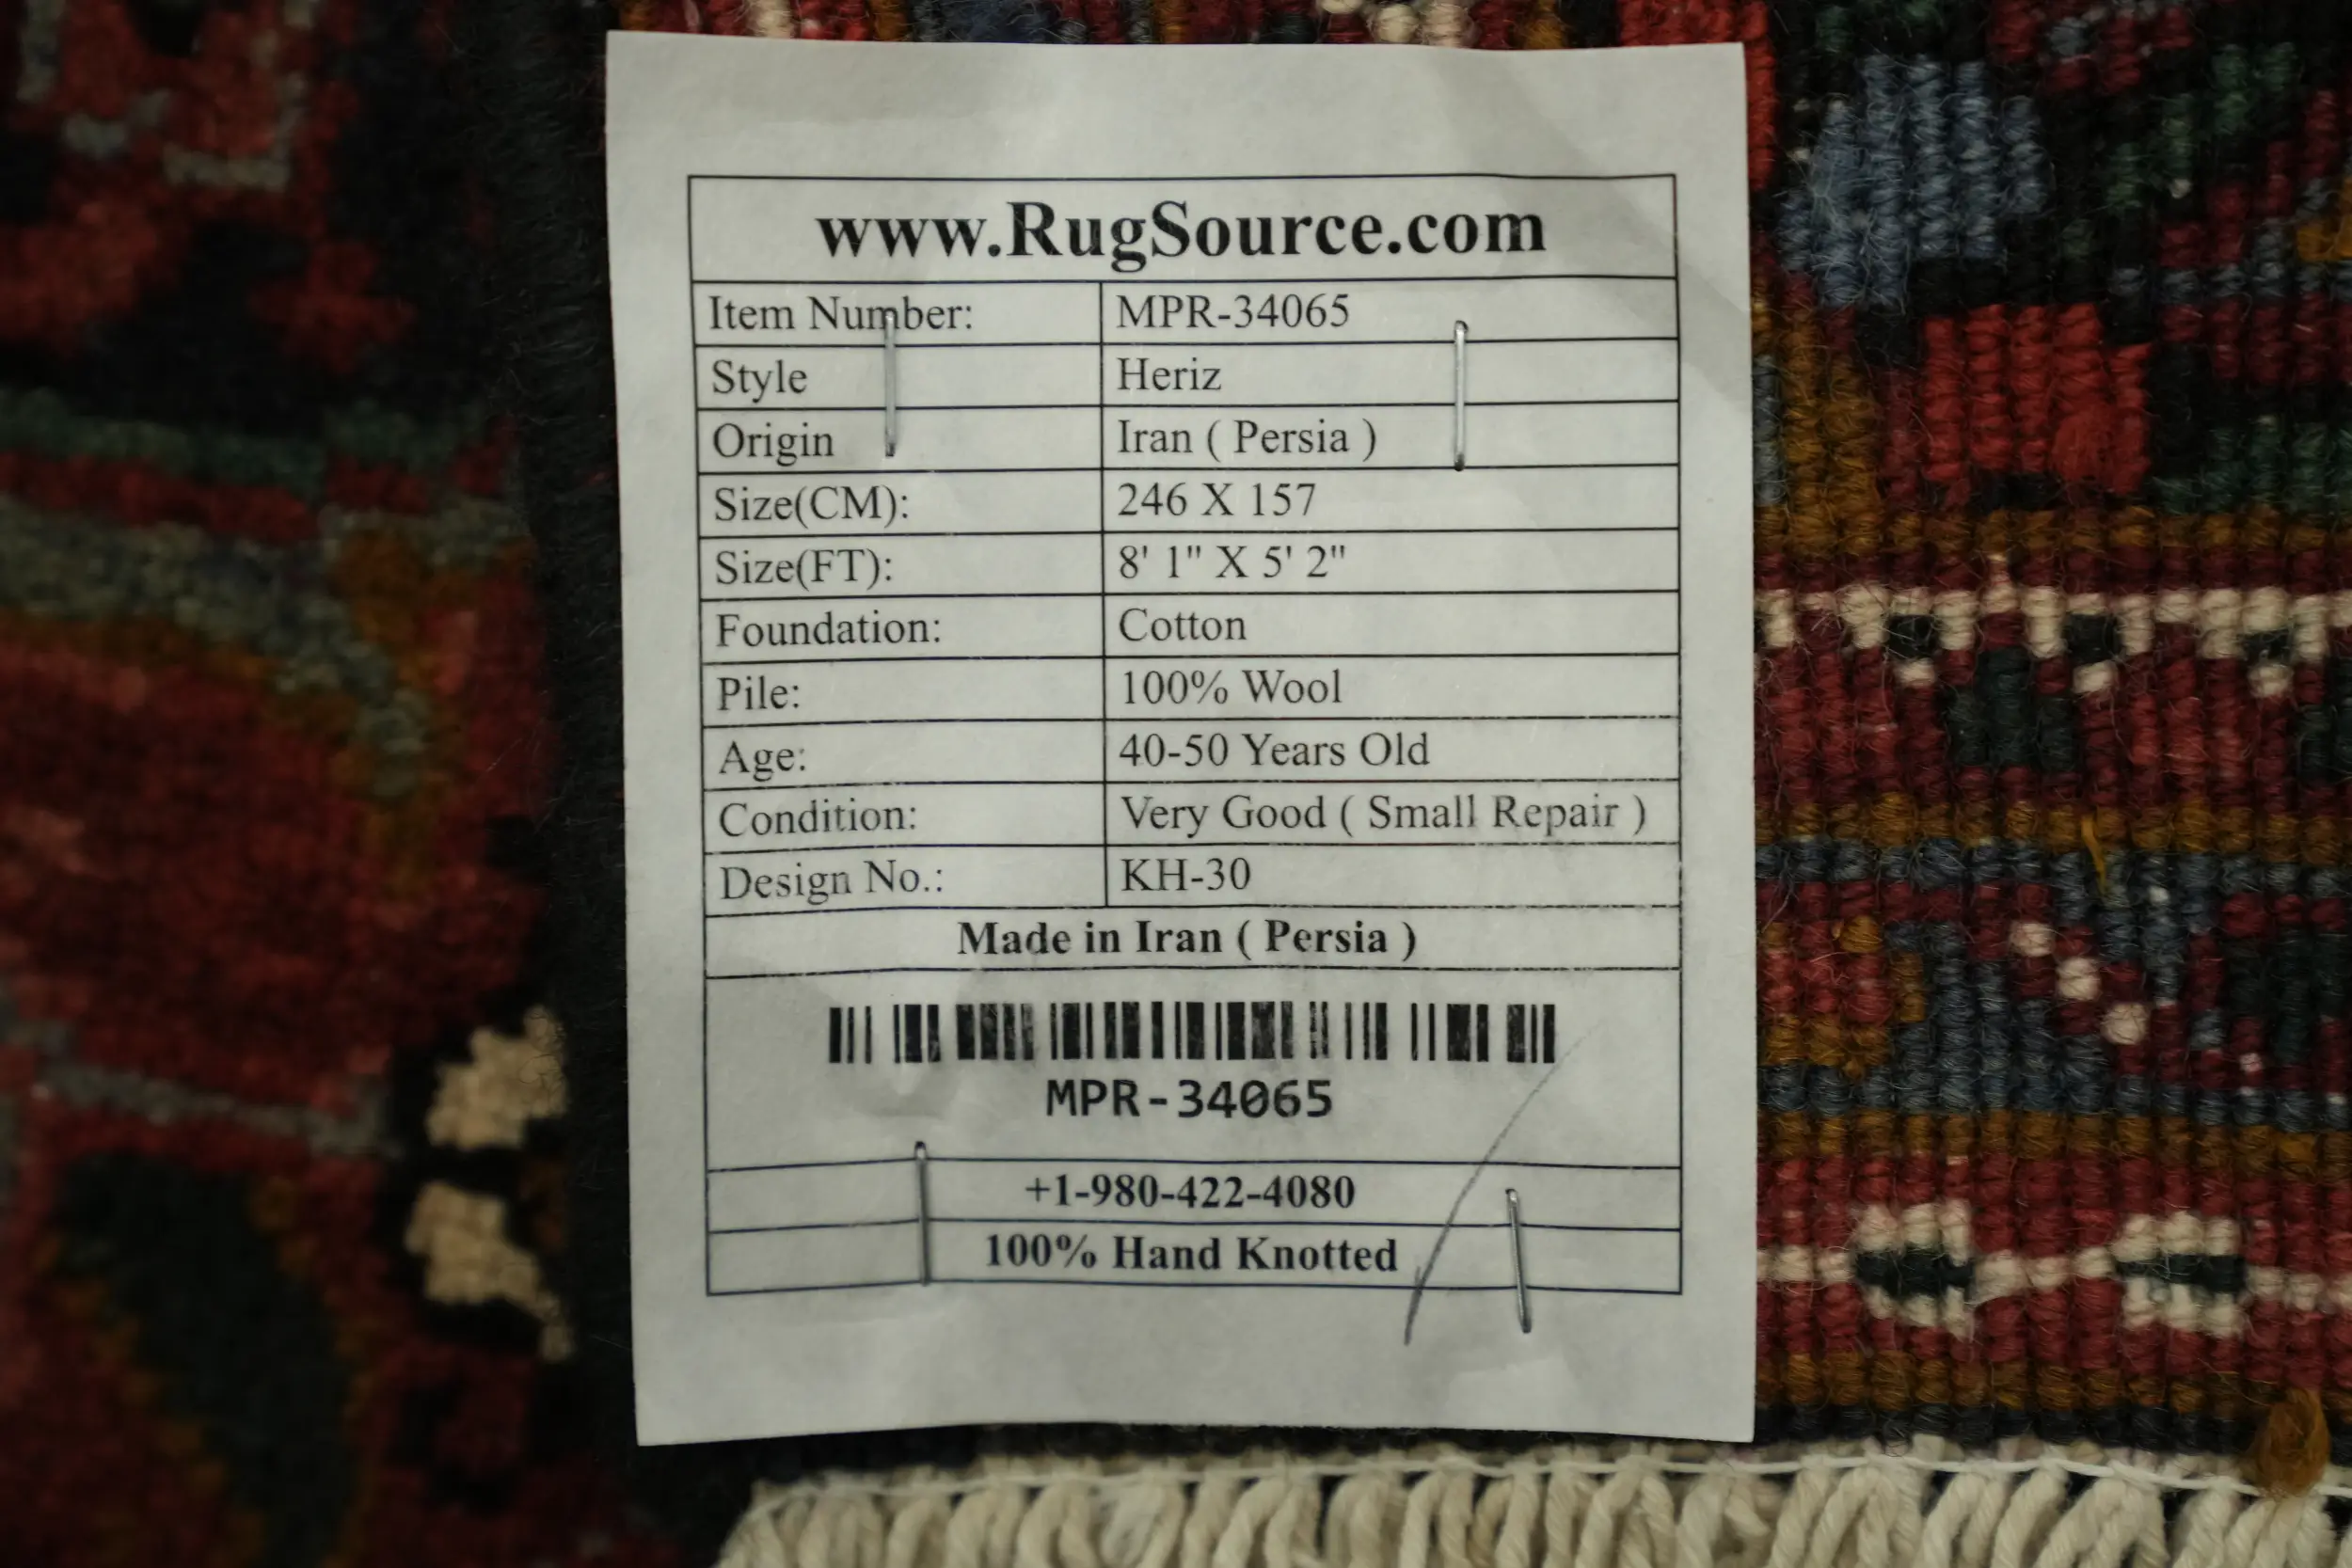 www.RugSource.com
Item Number: MPR-34065
Style Heriz
Origin Iran ( Persia )
Size(CM): 246 X 157
Size(FT): 8' 1" X 5' 2"
Foundation: Cotton
Pile: 100% Wool
Age: 40-50 Years Old
Condition: Very Good ( Small Repair )
Design No.: KH-30
Made in Iran ( Persia )
MPR-34065
+1-980-422-4080
100% Hand Knotted